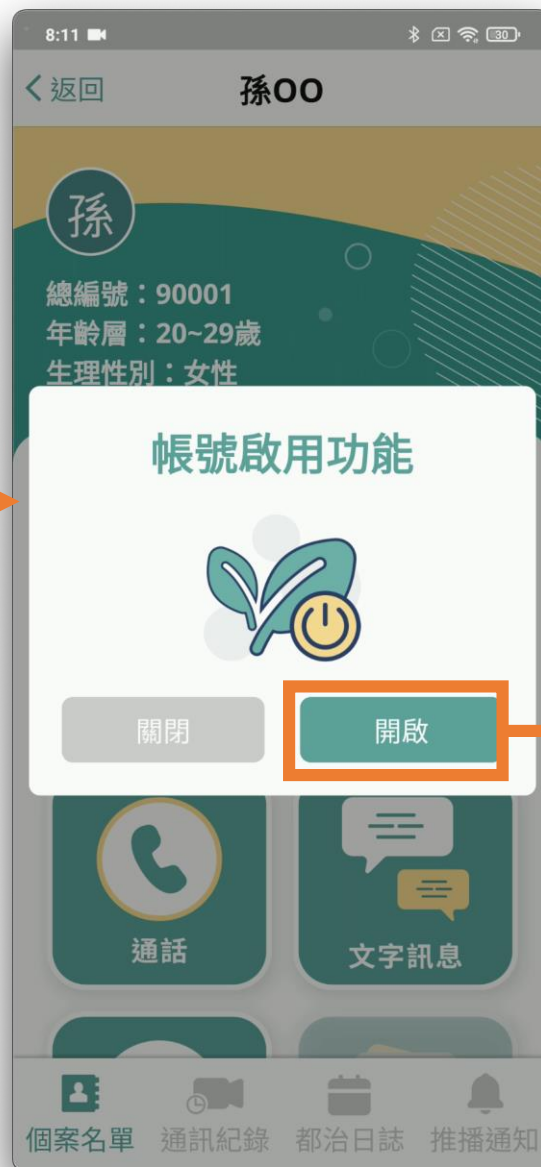 8:11
30
返回
孫OO
孫
總編號：90001
年齡層：20~29歲
生理性別：女性
帳號啟用功能
關閉
開啟
通話
文字訊息
個案名單
通訊紀錄
都治日誌
推播通知